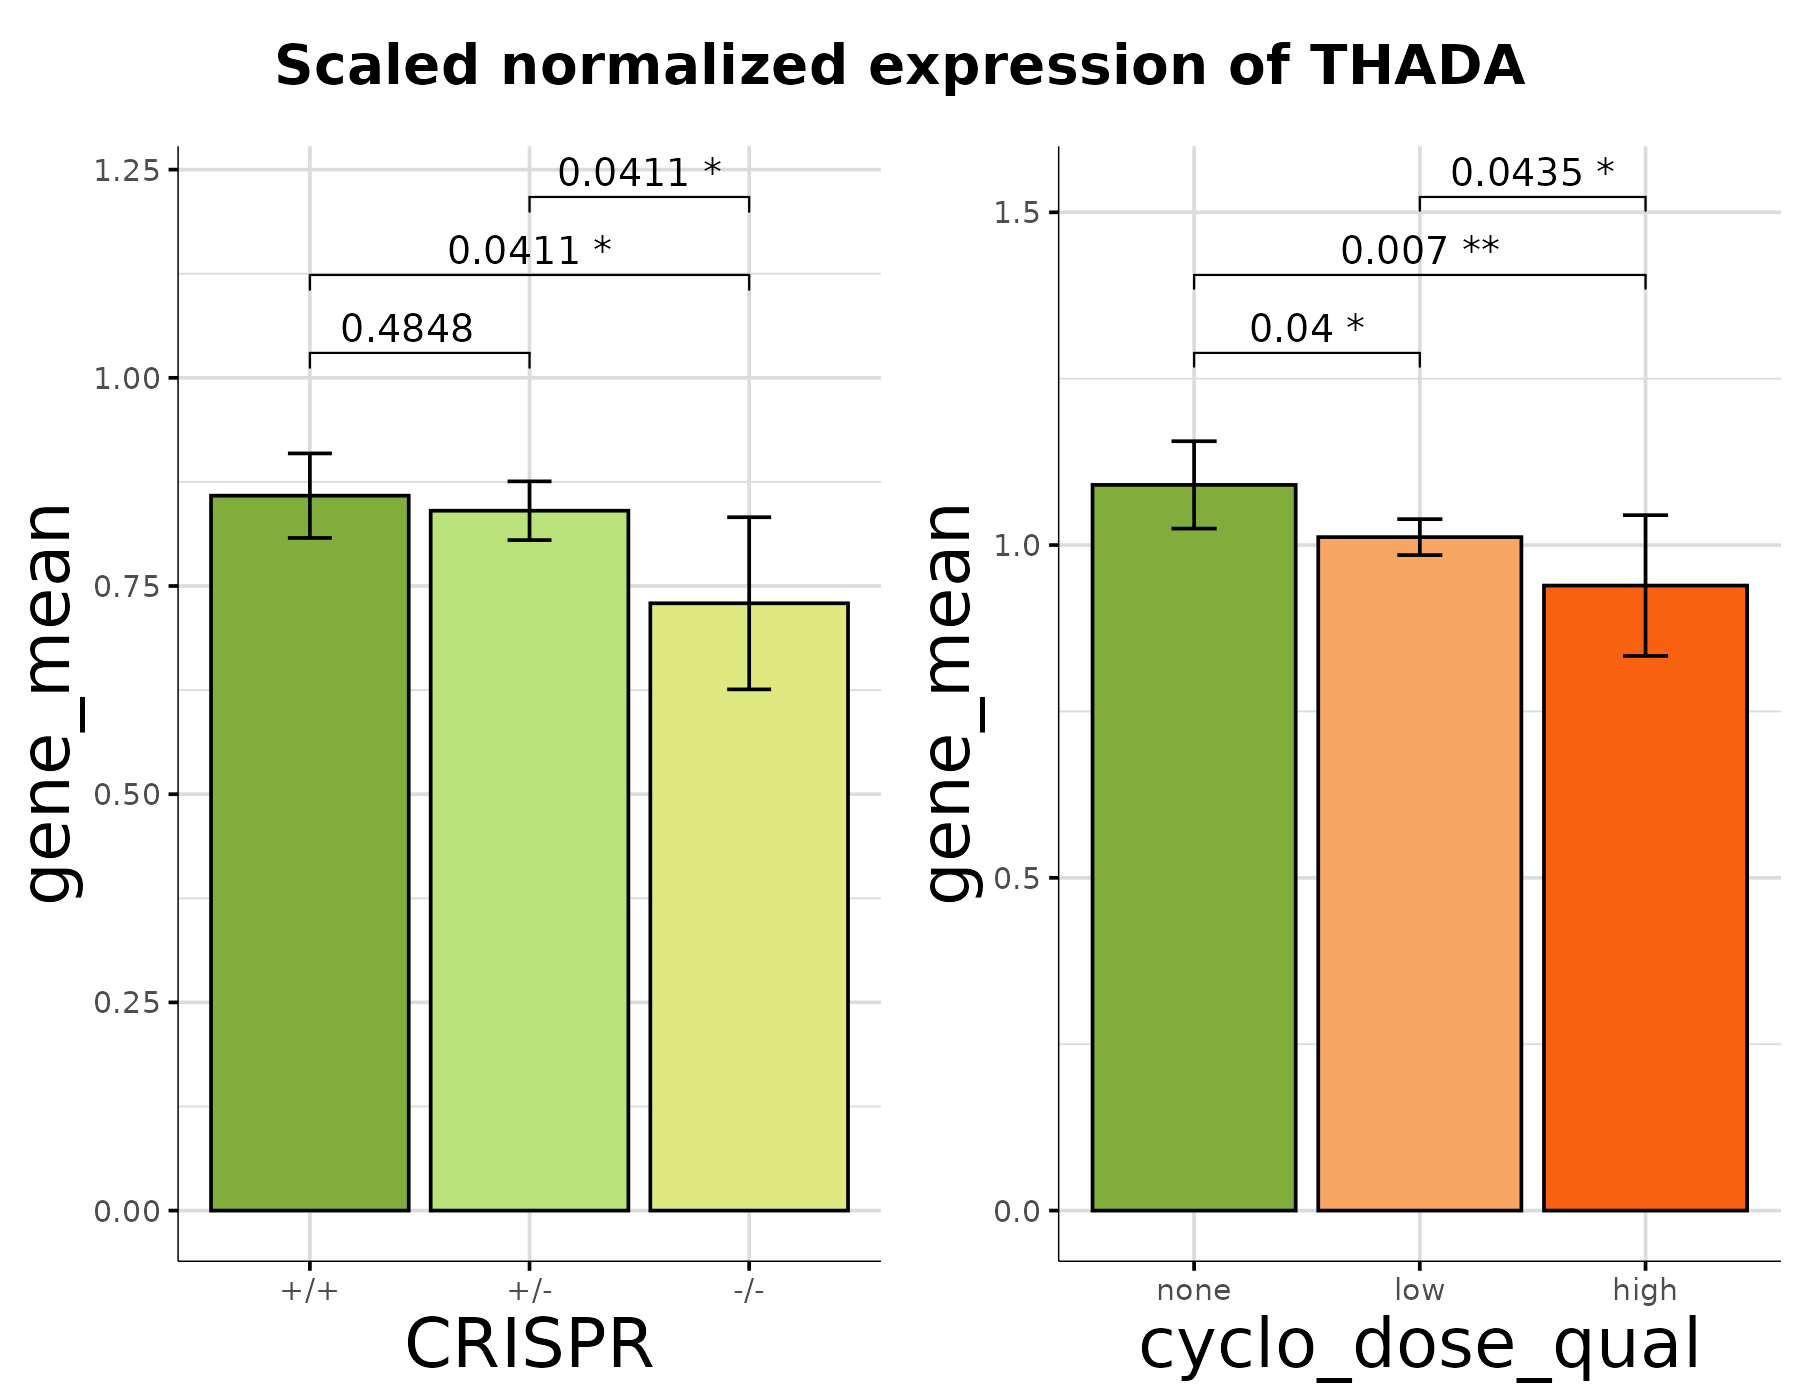 Scaled normalized expression of THADA
gene_mean
1.25
1.00
0.75
0.50
0.25
0.00
0.0411 *
0.0411 *
0.4848
+/+
+/-
-/-
CRISPR
gene_mean
1.5
1.0
0.5
0.0
0.0435 *
0.007 **
0.04 *
none
low
high
cyclo_dose_qual